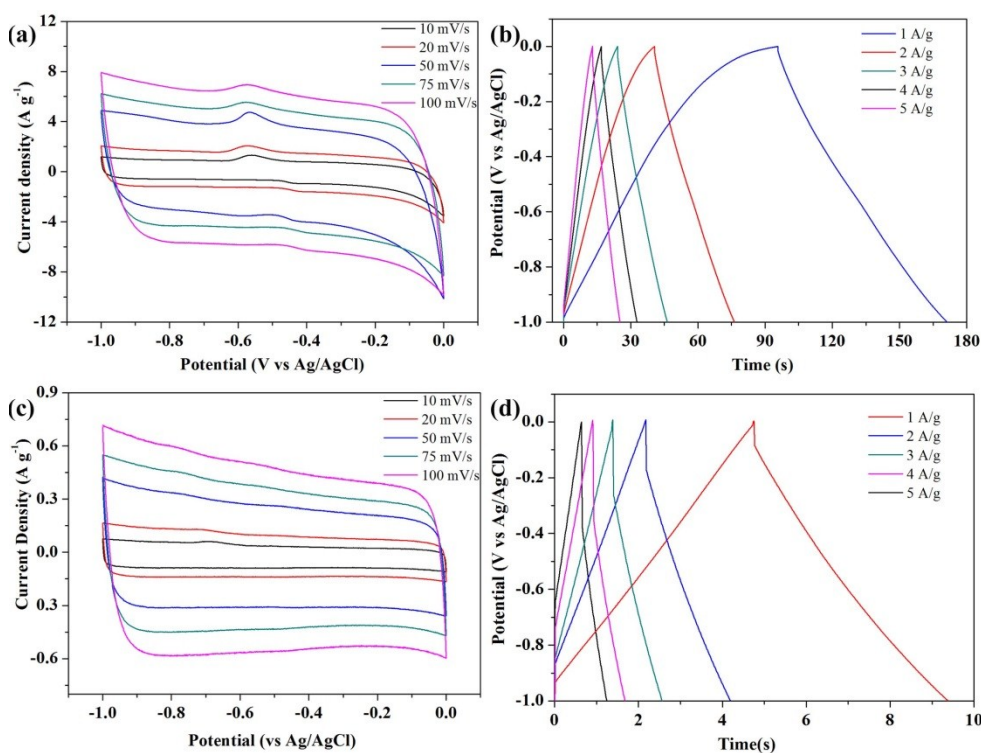 (a)
10 mV/s
20 mV/s
50 mV/s
75 mV/s
100 mV/s
12
8
4
0
-4
-8
-12
Current density (A g-1)
-1.0 -0.8 -0.6 -0.4 -0.2 0.0
Potential (V vs Ag/AgCl)
(b)
1 A/g
2 A/g
3 A/g
4 A/g
5 A/g
0.0
-0.2
-0.4
-0.6
-0.8
-1.0
Potential (V vs Ag/AgCl)
0 30 60 90 120 150 180
Time (s)
(c)
10 mV/s
20 mV/s
50 mV/s
75 mV/s
100 mV/s
0.9
0.6
0.3
0.0
0.3
-0.6
Current Density (A g-1)
-1.0 -0.8 -0.6 -0.4 -0.2 0.0
Potential (vs Ag/AgCl)
(d)
1 A/g
2 A/g
3 A/g
4 A/g
5 A/g
0.0
-0.2
-0.4
-0.6
-0.8
-1.0
Potential (V vs Ag/AgCl)
0 2 4 6 8 10
Time(s)